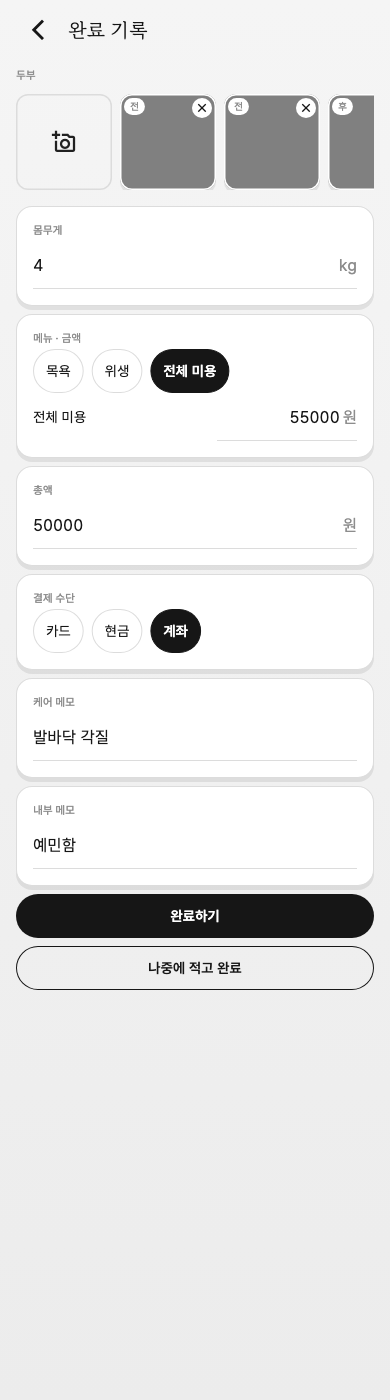 완료 기록
두부
전
전
후
몸무게
4 kg
메뉴 · 금액
목욕 위생 전체 미용
전체 미용 55000 원
총액
50000 원
결제 수단
카드 현금 계좌
케어 메모
발바닥 각질
내부 메모
예민함
완료하기
나중에 적고 완료